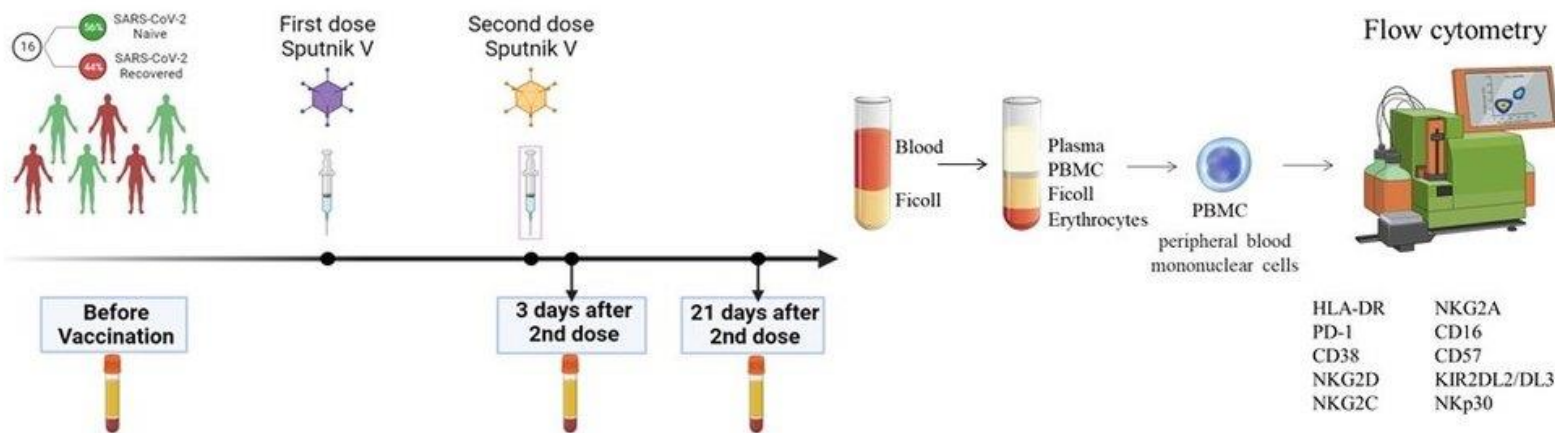 16
56%
SARS-CoV-2
Naive
44%
SARS-CoV-2
Recovered
First dose
Sputnik V
Second dose
Sputnik V
Before
Vaccination
3 days after
2nd dose
21 days after
2nd dose
Blood
Ficoll
Plasma
PBMC
Ficoll
Erythrocytes
PBMC
peripheral blood
mononuclear cells
Flow cytometry
HLA-DR
PD-1
CD38
NKG2D
NKG2C
NKG2A
CD16
CD57
KIR2DL2/DL3
NKp30